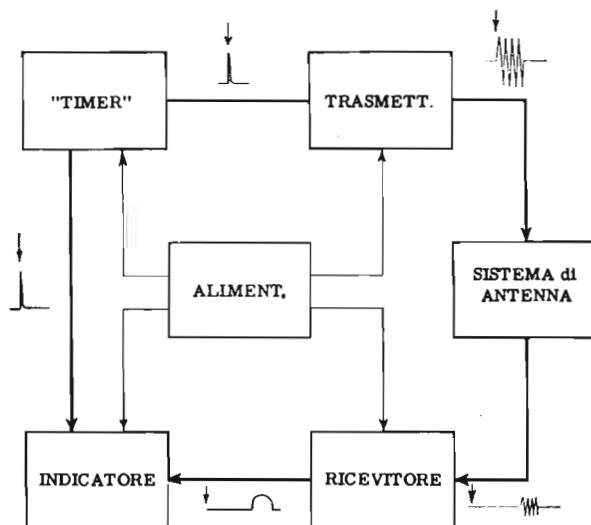 "TIMER"
TRASMETT.
ALIMENT.
SISTEMA di
ANTENNA
INDICATORE
RICEVITORE